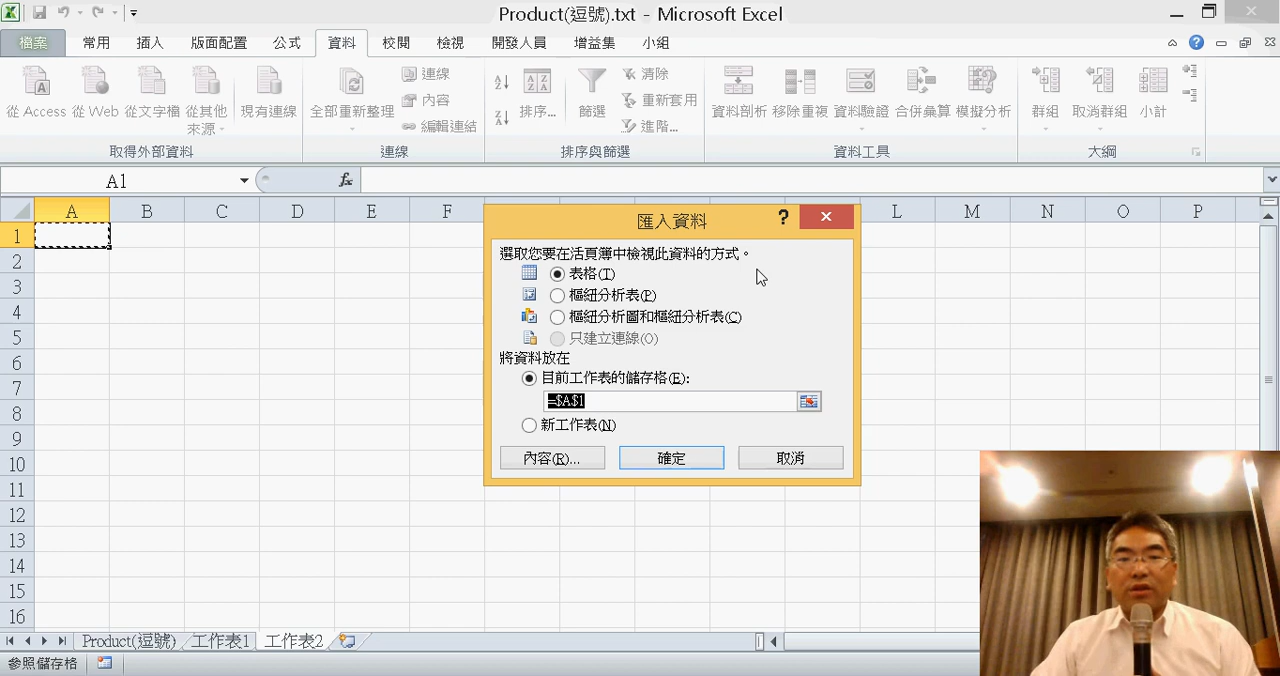 Product(逗號).txt - Microsoft Excel
檔案 常用 插入 版面配置 公式 資料 校閱 檢視 開發人員 增益集 小組
從 Access 從 Web 從文字檔 從其他來源 現有連線
取得外部資料
全部重新整理 連線 內容 編輯連結
連線
排序... 篩選 清除 重新套用 進階...
排序與篩選
資料剖析 移除重複 資料驗證 合併彙算 模擬分析
資料工具
群組 取消群組 小計
大綱
A1 fx
A B C D E F L M N O P
1
2
3
4
5
6
7
8
9
10
11
12
13
14
15
16
匯入資料 ?
選取您要在活頁簿中檢視此資料的方式。
表格(T)
樞紐分析表(P)
樞紐分析圖和樞紐分析表(C)
只建立連線(O)
將資料放在
目前工作表的儲存格(E):
=$A$1
新工作表(N)
內容(R)... 確定 取消
Product(逗號) 工作表1 工作表2
參照儲存格